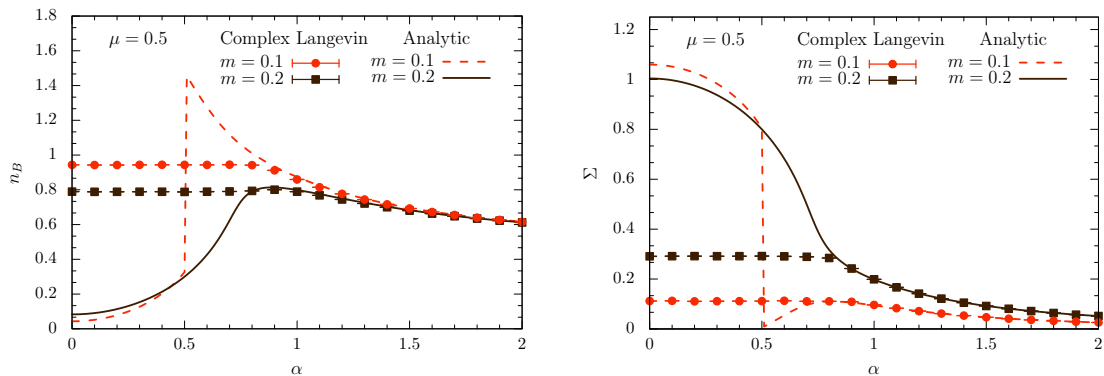 μ = 0.5
Complex Langevin Analytic
m = 0.1 m = 0.1
m = 0.2 m = 0.2
n_B
1.8
1.6
1.4
1.2
1
0.8
0.6
0.4
0.2
0
0 0.5 1 1.5 2
α
μ = 0.5
Complex Langevin Analytic
m = 0.1 m = 0.1
m = 0.2 m = 0.2
Σ
1.2
1
0.8
0.6
0.4
0.2
0
0 0.5 1 1.5 2
α